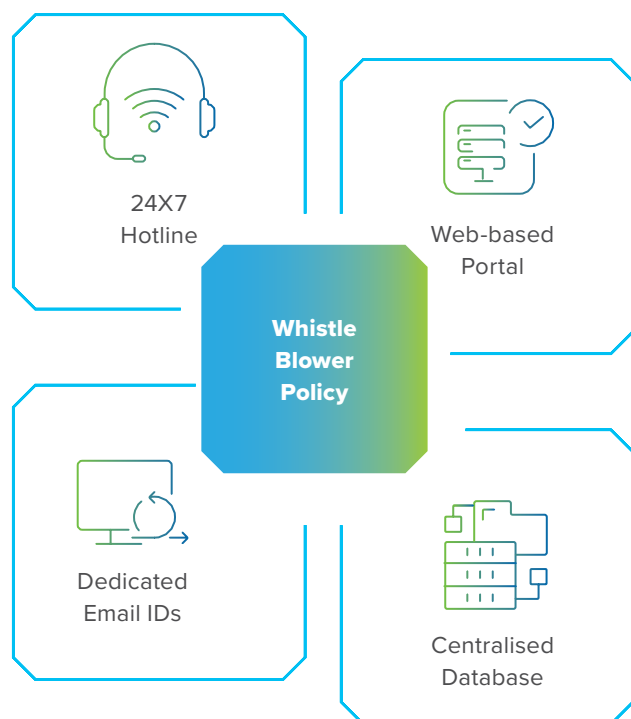 24X7
Hotline
Web-based
Portal
Whistle
Blower
Policy
Dedicated
Email IDs
Centralised
Database